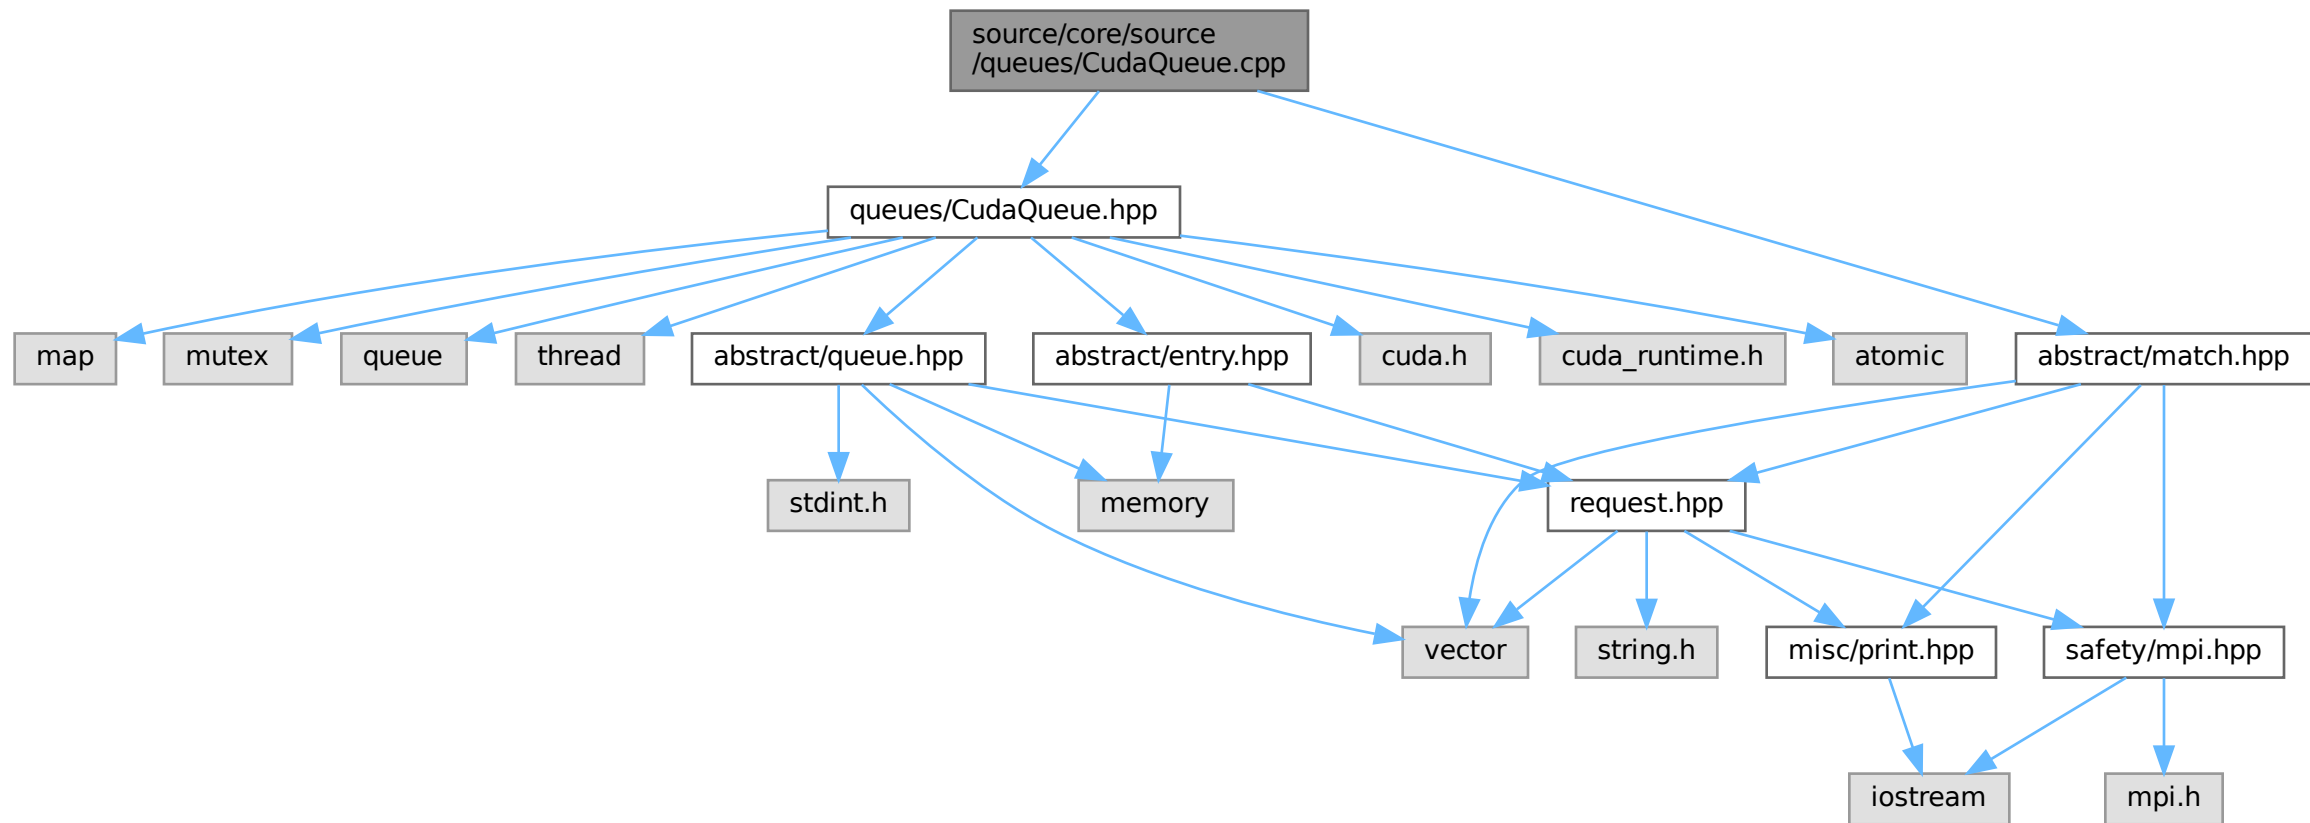 source/core/source
/queues/CudaQueue.cpp
queues/CudaQueue.hpp
map
mutex
queue
thread
abstract/queue.hpp
abstract/entry.hpp
cuda.h
cuda_runtime.h
atomic
abstract/match.hpp
stdint.h
memory
request.hpp
vector
string.h
misc/print.hpp
safety/mpi.hpp
iostream
mpi.h